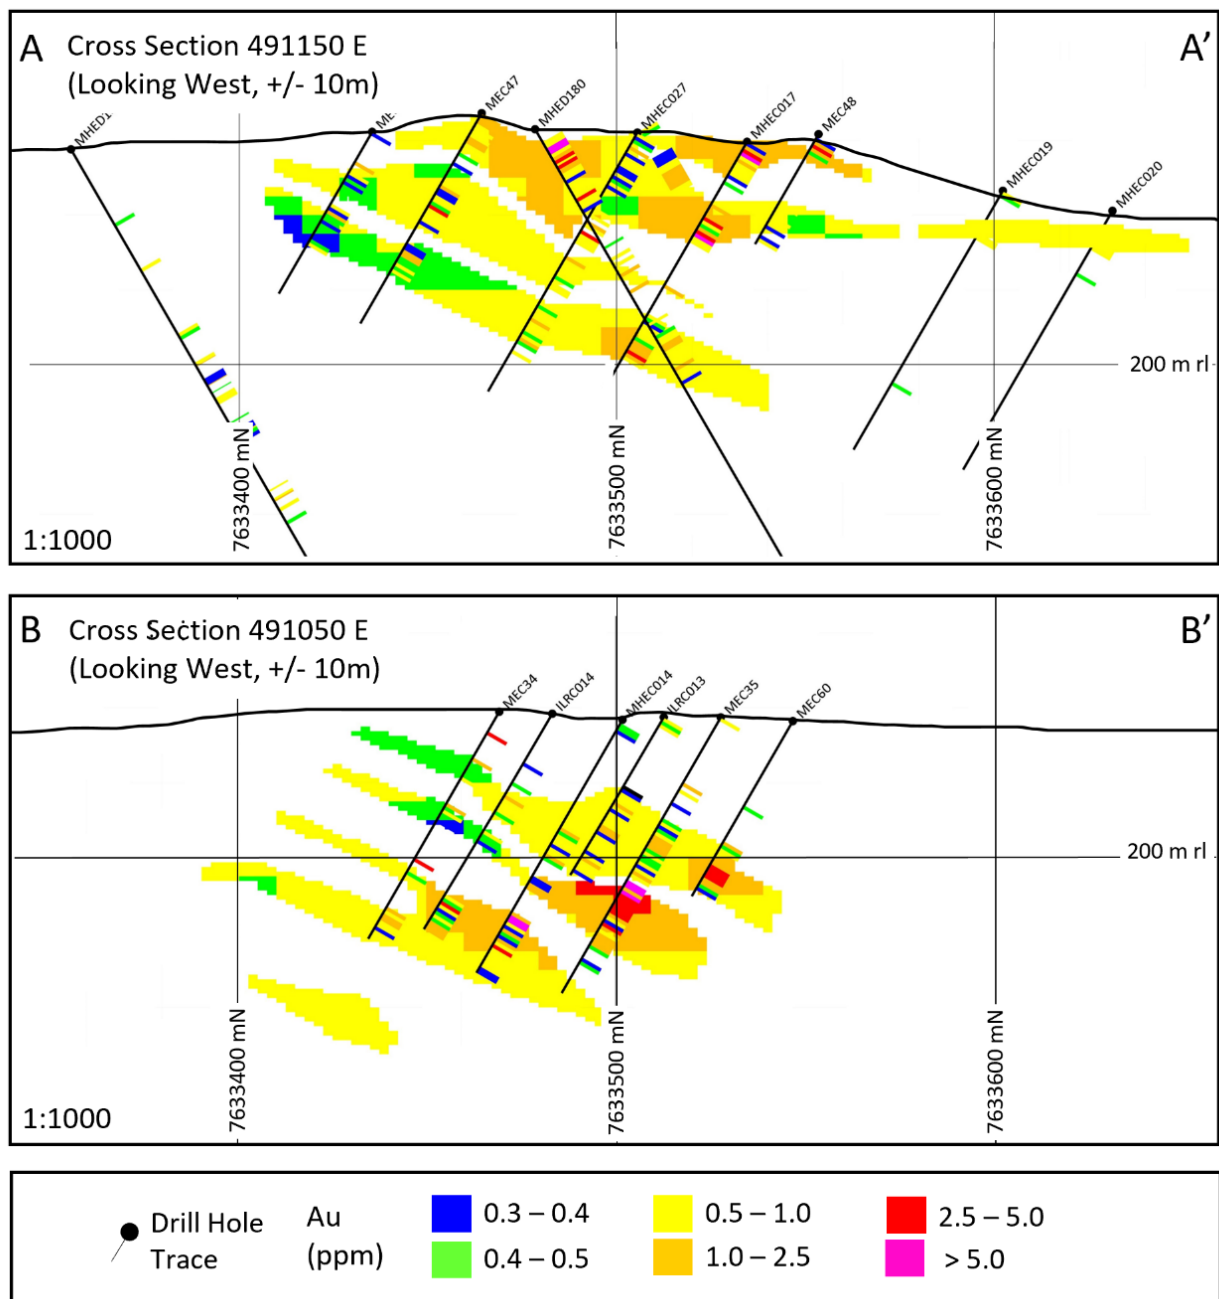 A
Cross Section 491150 E
(Looking West, +/- 10m)
A’
MEC47
MHED180
MHEC027
MHEC017
MEC48
MHEC019
MHEC020
200 m rl
7633400 mN
7633500 mN
7633600 mN
1:1000
B
Cross Section 491050 E
(Looking West, +/- 10m)
B’
MEC34
ILRC014
MHEC014
ILRC013
MEC35
MEC60
200 m rl
7633400 mN
7633500 mN
7633600 mN
1:1000
Drill Hole
Trace
Au
(ppm)
0.3 – 0.4
0.4 – 0.5
0.5 – 1.0
1.0 – 2.5
2.5 – 5.0
> 5.0